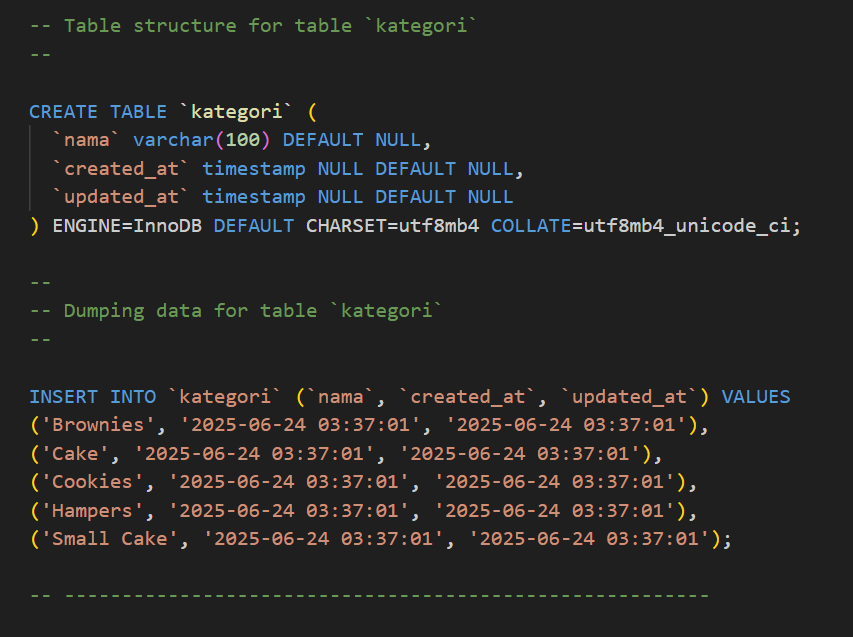 -- Table structure for table `kategori`
--
CREATE TABLE `kategori` (
  `nama` varchar(100) DEFAULT NULL,
  `created_at` timestamp NULL DEFAULT NULL,
  `updated_at` timestamp NULL DEFAULT NULL
) ENGINE=InnoDB DEFAULT CHARSET=utf8mb4 COLLATE=utf8mb4_unicode_ci;
--
-- Dumping data for table `kategori`
--
INSERT INTO `kategori` (`nama`, `created_at`, `updated_at`) VALUES
('Brownies', '2025-06-24 03:37:01', '2025-06-24 03:37:01'),
('Cake', '2025-06-24 03:37:01', '2025-06-24 03:37:01'),
('Cookies', '2025-06-24 03:37:01', '2025-06-24 03:37:01'),
('Hampers', '2025-06-24 03:37:01', '2025-06-24 03:37:01'),
('Small Cake', '2025-06-24 03:37:01', '2025-06-24 03:37:01');
-- --------------------------------------------------------